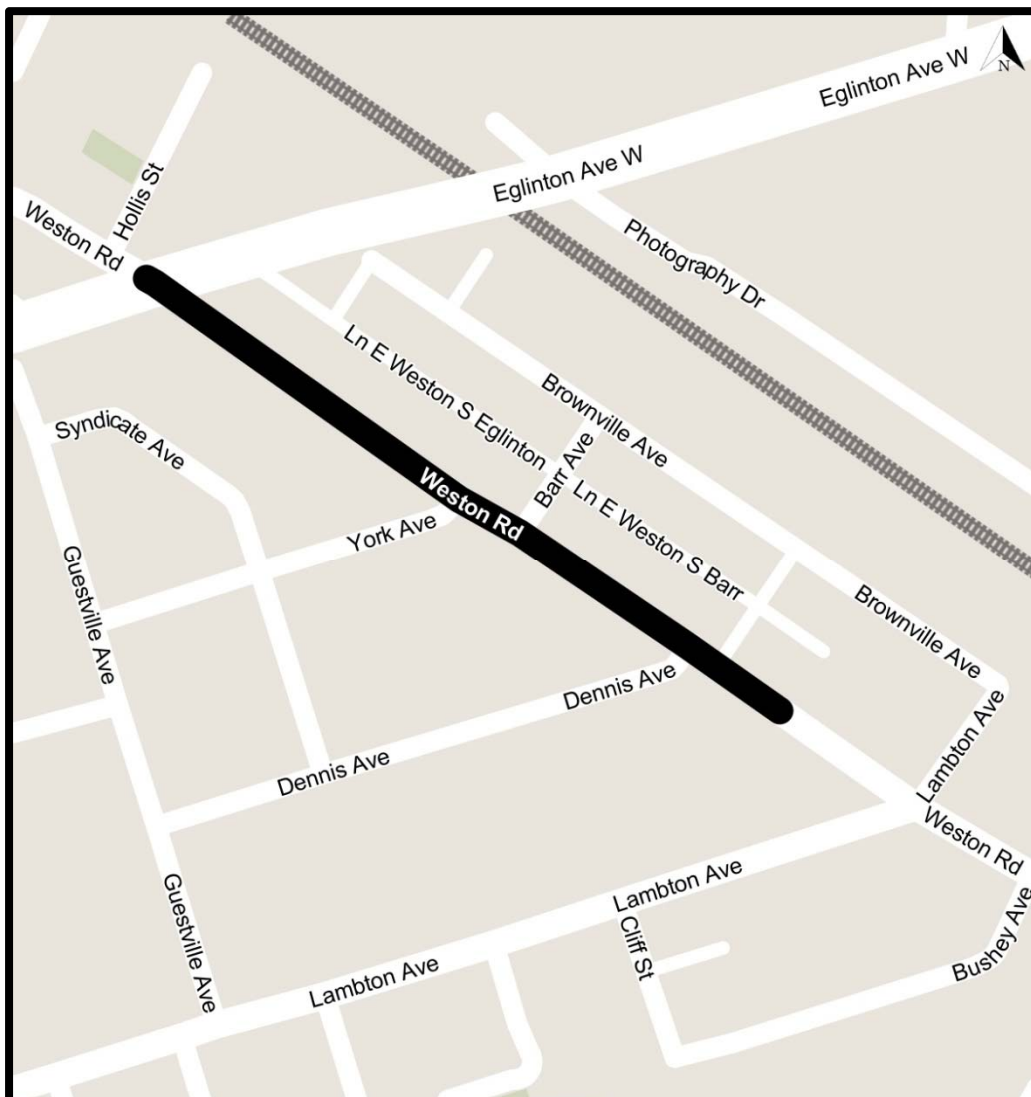 Eglinton Ave W
N
Eglinton Ave W
Hollis St
Weston Rd
Photography Dr
Ln E Weston S Eglinton
Brownville Ave
Syndicate Ave
Barr Ave
Weston Rd
Ln E Weston S Barr
York Ave
Guestville Ave
Brownville Ave
Dennis Ave
Lambton Ave
Dennis Ave
Weston Rd
Lambton Ave
Guestville Ave
Cliff St
Bushey Ave
Lambton Ave